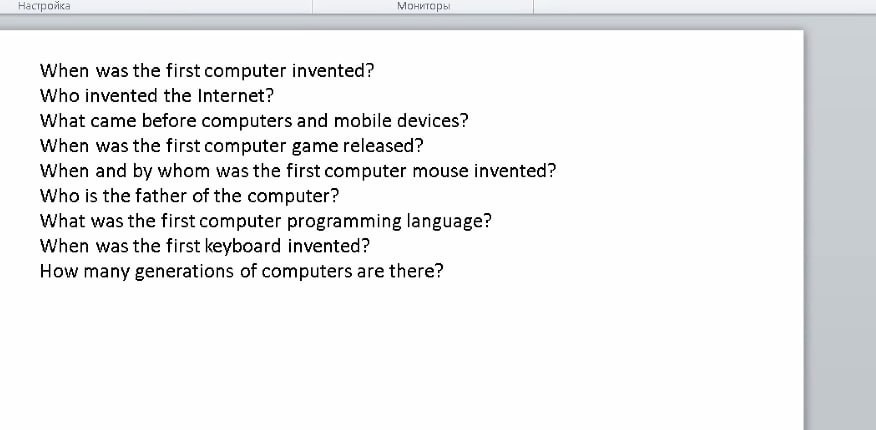 Настройка Мониторы
When was the first computer invented?
Who invented the Internet?
What came before computers and mobile devices?
When was the first computer game released?
When and by whom was the first computer mouse invented?
Who is the father of the computer?
What was the first computer programming language?
When was the first keyboard invented?
How many generations of computers are there?